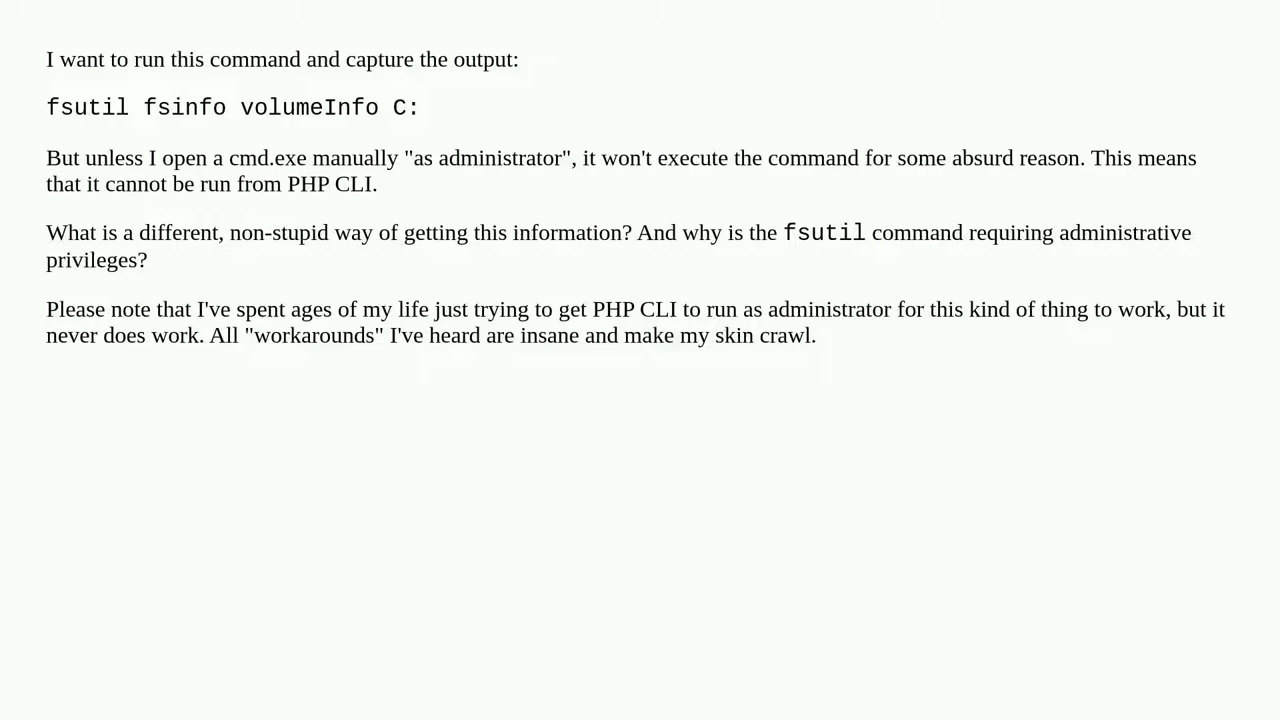 I want to run this command and capture the output:
fsutil fsinfo volumeInfo C:
But unless I open a cmd.exe manually "as administrator", it won't execute the command for some absurd reason. This means
that it cannot be run from PHP CLI.
What is a different, non-stupid way of getting this information? And why is the fsutil command requiring administrative
privileges?
Please note that I've spent ages of my life just trying to get PHP CLI to run as administrator for this kind of thing to work, but it
never does work. All "workarounds" I've heard are insane and make my skin crawl.